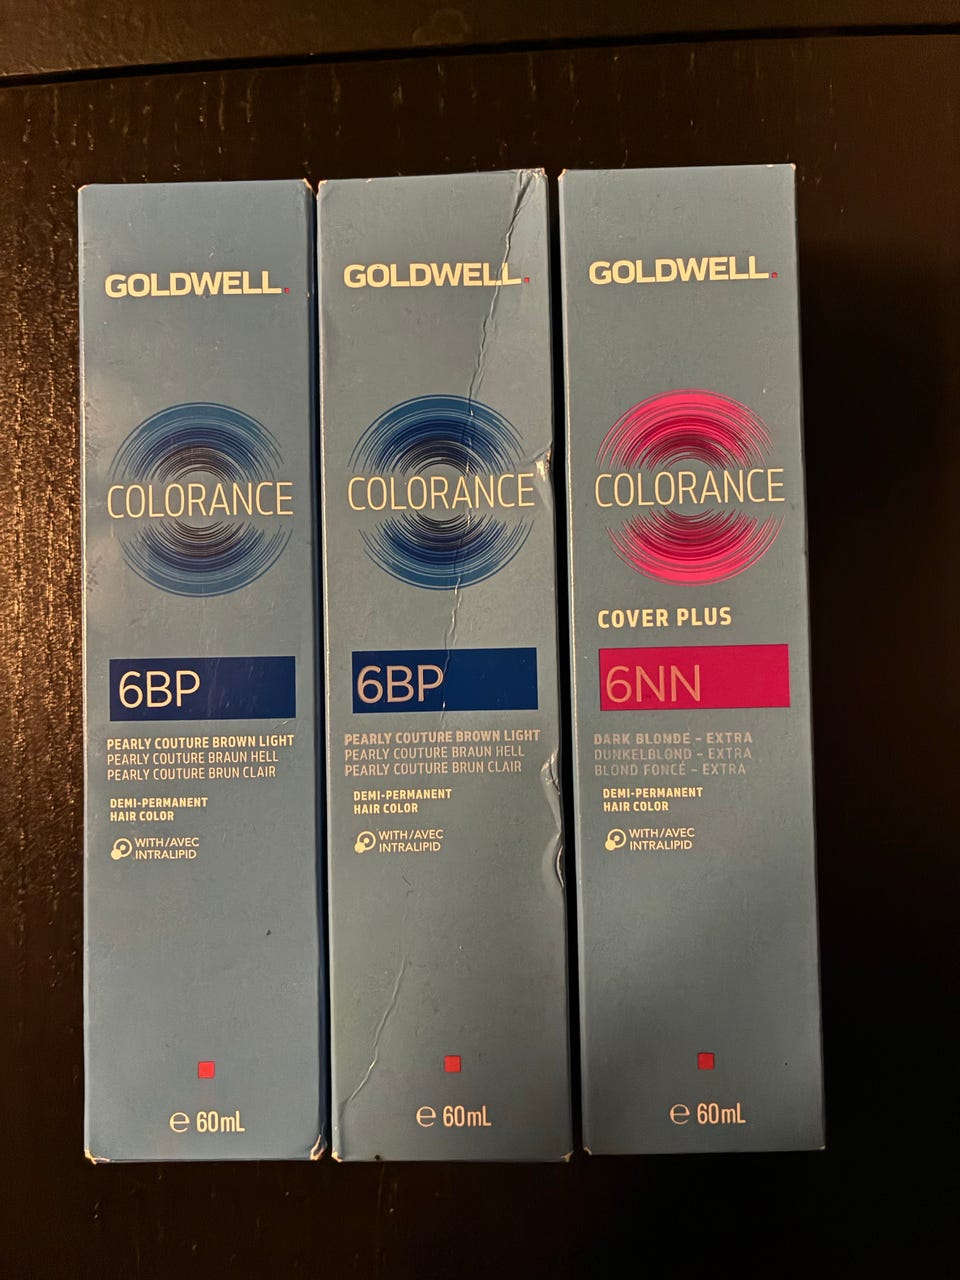 GOLDWELL.
COLORANCE
6BP
PEARLY COUTURE BROWN LIGHT
PEARLY COUTURE BRAUN HELL
PEARLY COUTURE BRUN CLAIR
DEMI-PERMANENT
HAIR COLOR
WITH/AVEC
INTRALIPID
℮ 60mL
GOLDWELL.
COLORANCE
6BP
PEARLY COUTURE BROWN LIGHT
PEARLY COUTURE BRAUN HELL
PEARLY COUTURE BRUN CLAIR
DEMI-PERMANENT
HAIR COLOR
WITH/AVEC
INTRALIPID
℮ 60mL
GOLDWELL.
COLORANCE
COVER PLUS
6NN
DARK BLONDE - EXTRA
DUNKELBLOND - EXTRA
BLOND FONCÉ - EXTRA
DEMI-PERMANENT
HAIR COLOR
WITH/AVEC
INTRALIPID
℮ 60mL